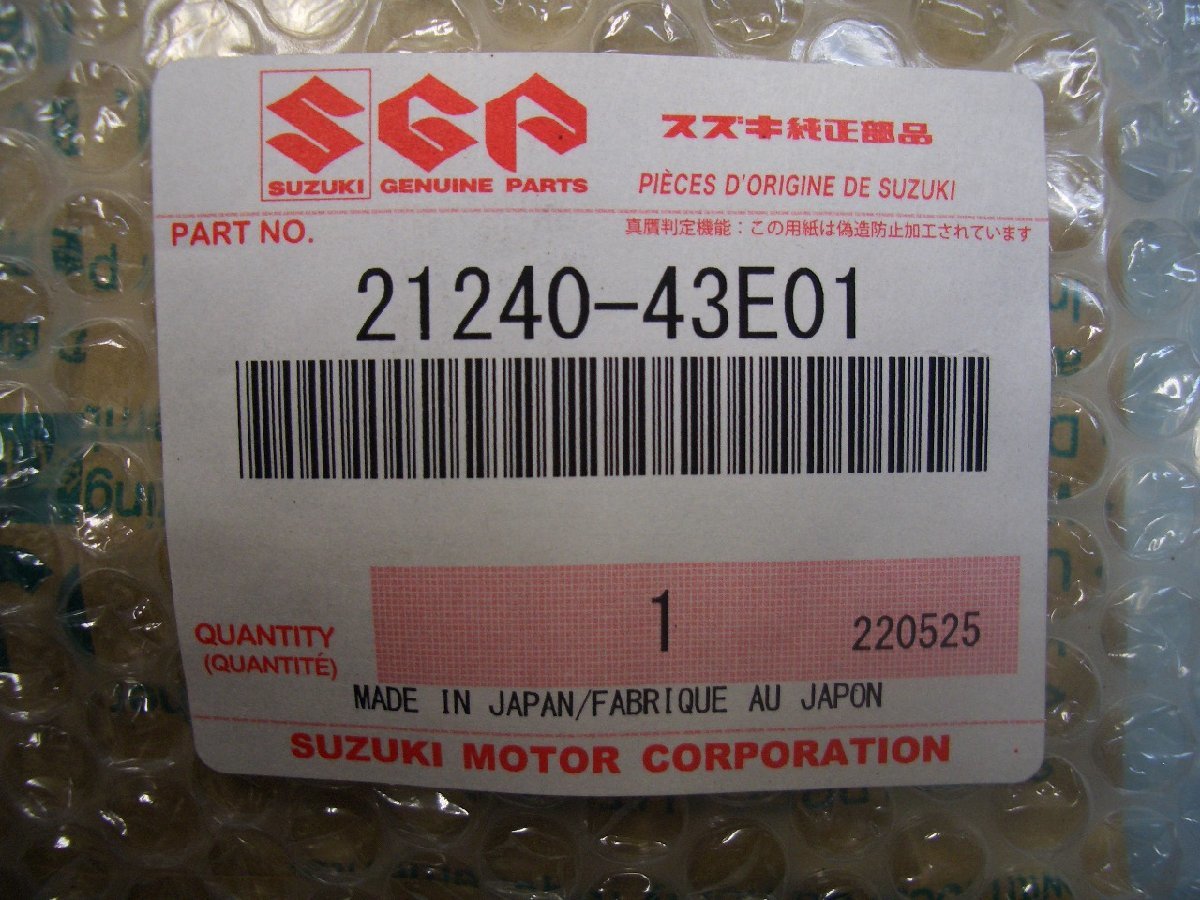 SGP
スズキ純正部品
SUZUKI GENUINE PARTS
PIÈCES D'ORIGINE DE SUZUKI
PART NO.
真贋判定機能：この用紙は偽造防止加工されています
21240-43E01
1
220525
QUANTITY
(QUANTITÉ)
MADE IN JAPAN/FABRIQUE AU JAPON
SUZUKI MOTOR CORPORATION